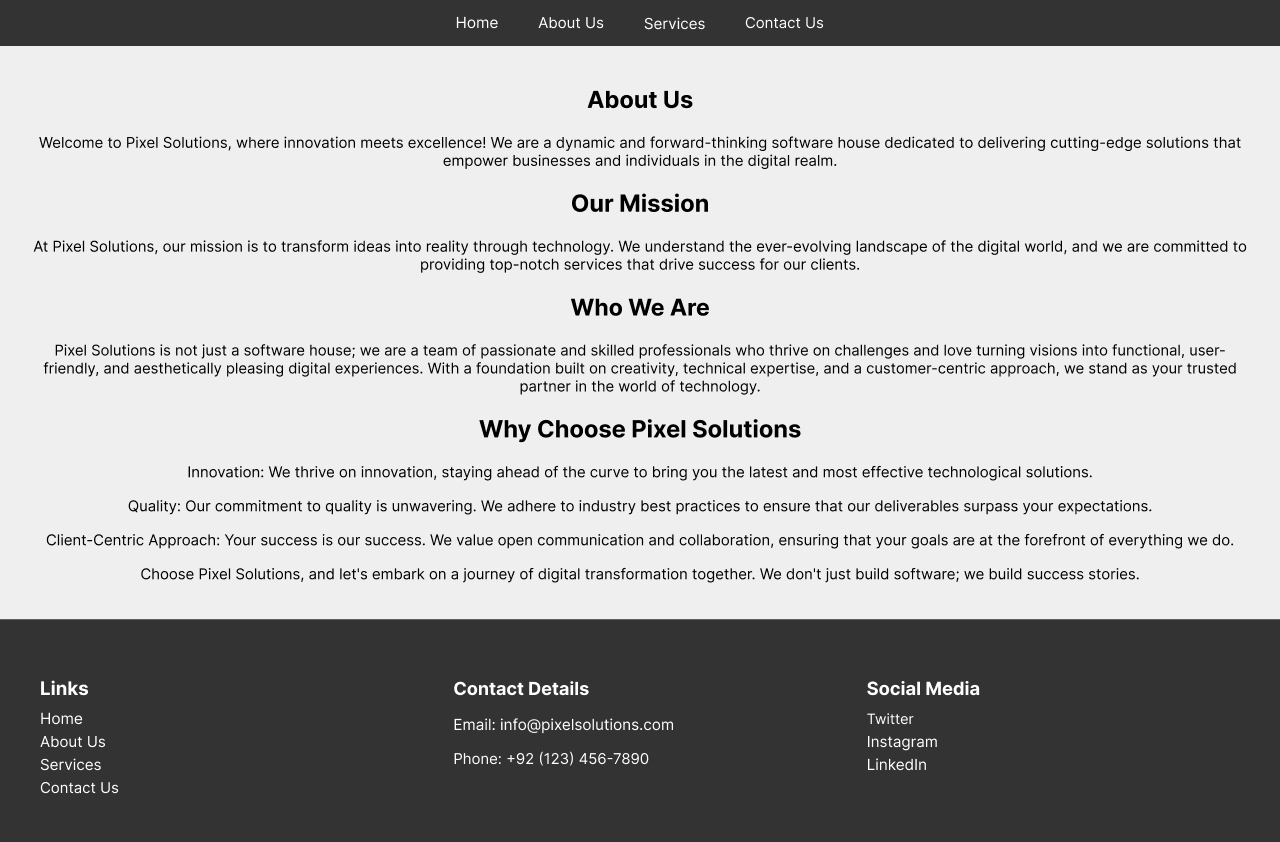 Home About Us Services Contact Us
About Us
Welcome to Pixel Solutions, where innovation meets excellence! We are a dynamic and forward-thinking software house dedicated to delivering cutting-edge solutions that
empower businesses and individuals in the digital realm.
Our Mission
At Pixel Solutions, our mission is to transform ideas into reality through technology. We understand the ever-evolving landscape of the digital world, and we are committed to
providing top-notch services that drive success for our clients.
Who We Are
Pixel Solutions is not just a software house; we are a team of passionate and skilled professionals who thrive on challenges and love turning visions into functional, user-
friendly, and aesthetically pleasing digital experiences. With a foundation built on creativity, technical expertise, and a customer-centric approach, we stand as your trusted
partner in the world of technology.
Why Choose Pixel Solutions
Innovation: We thrive on innovation, staying ahead of the curve to bring you the latest and most effective technological solutions.
Quality: Our commitment to quality is unwavering. We adhere to industry best practices to ensure that our deliverables surpass your expectations.
Client-Centric Approach: Your success is our success. We value open communication and collaboration, ensuring that your goals are at the forefront of everything we do.
Choose Pixel Solutions, and let's embark on a journey of digital transformation together. We don't just build software; we build success stories.
Links
Home
About Us
Services
Contact Us
Contact Details
Email: info@pixelsolutions.com
Phone: +92 (123) 456-7890
Social Media
Twitter
Instagram
LinkedIn